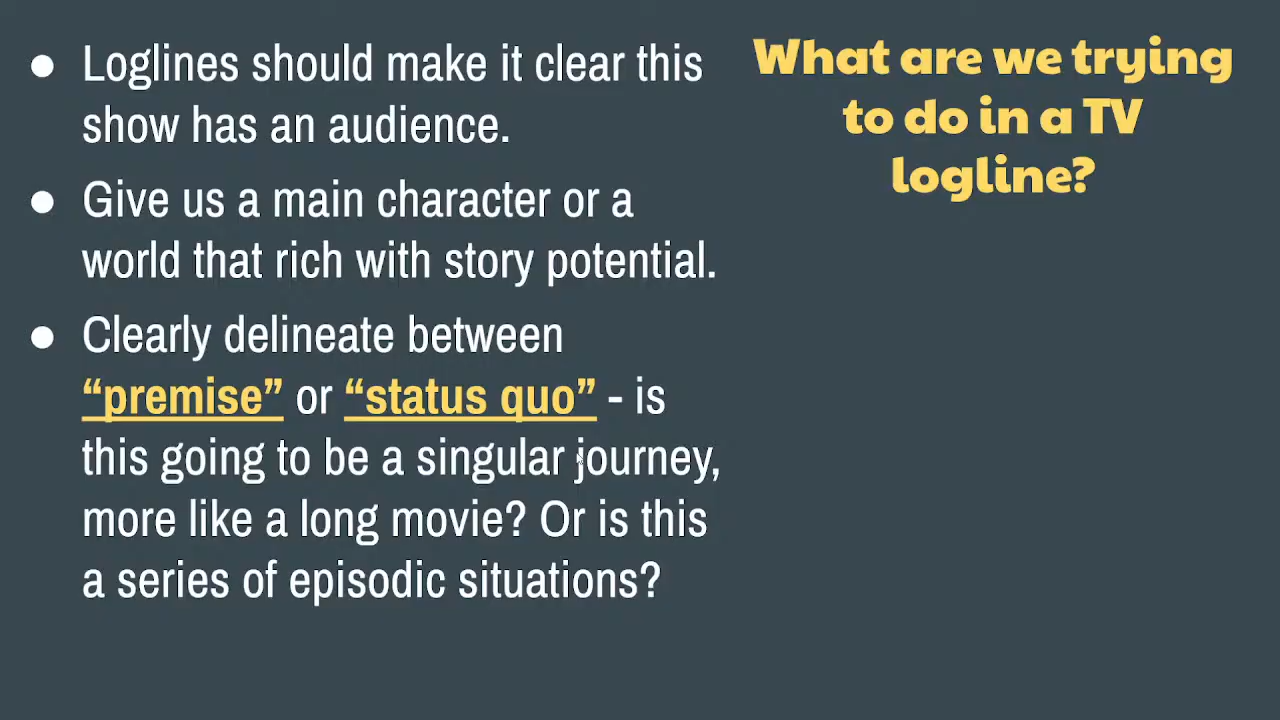 What are we trying
to do in a TV
logline?
● Loglines should make it clear this
show has an audience.
● Give us a main character or a
world that rich with story potential.
● Clearly delineate between
“premise” or “status quo” - is
this going to be a singular journey,
more like a long movie? Or is this
a series of episodic situations?